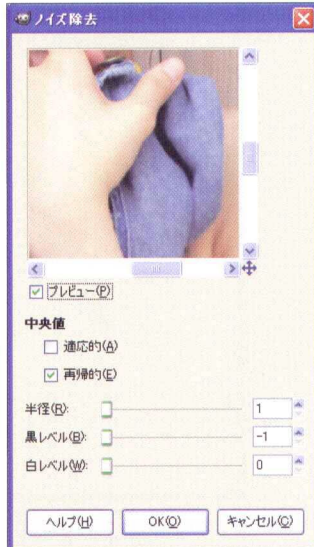 ノイズ除去
プレビュー(P)
中央値
適応的(A)
再帰的(E)
半径(R): 1
黒レベル(B): -1
白レベル(W): 0
ヘルプ(H) OK(O) キャンセル(C)